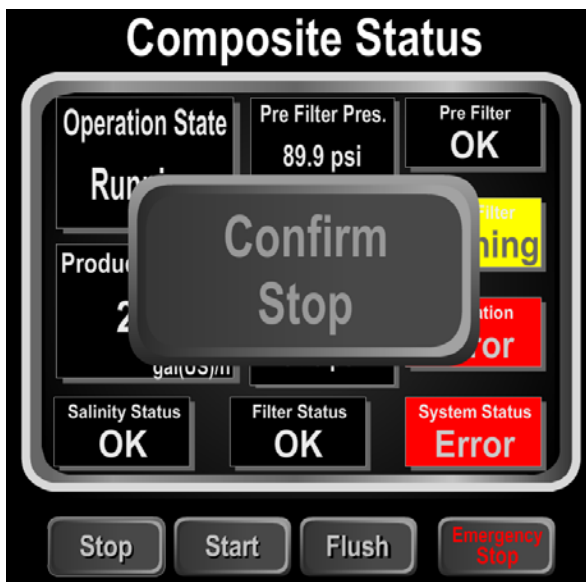 Composite Status
Operation State
Pre Filter Pres.
89.9 psi
Pre Filter
OK
Confirm
Stop
Salinity Status
OK
Filter Status
OK
System Status
Error
Stop
Start
Flush
Emergency
Stop